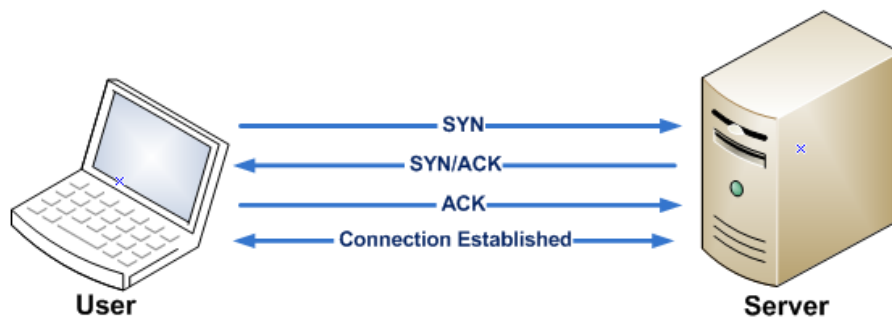 SYN
SYN/ACK
ACK
Connection Established
User
Server